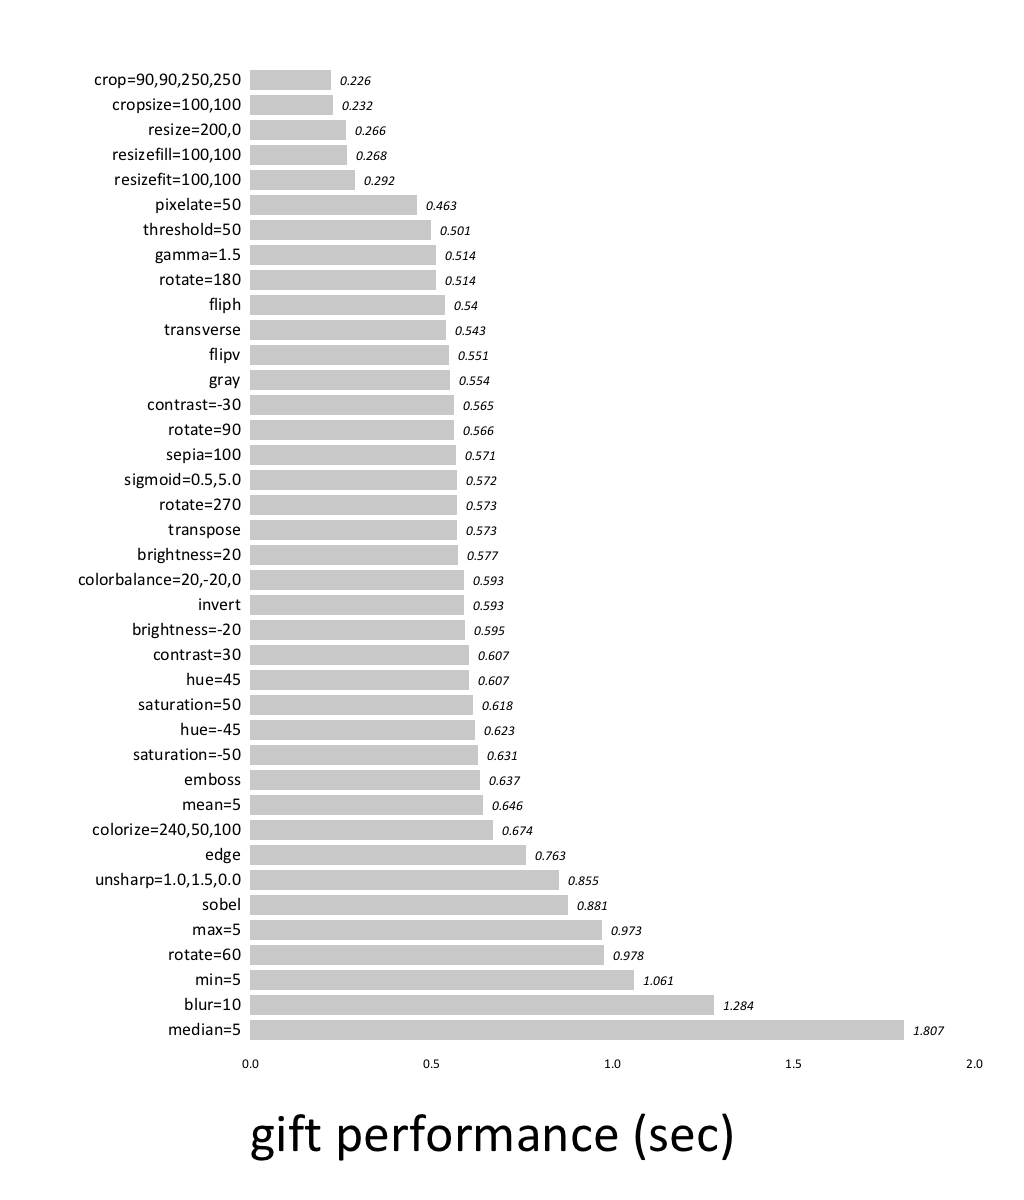 crop=90,90,250,250 0.226
cropsize=100,100 0.232
resize=200,0 0.266
resizefill=100,100 0.268
resizefit=100,100 0.292
pixelate=50 0.463
threshold=50 0.501
gamma=1.5 0.514
rotate=180 0.514
fliph 0.54
transverse 0.543
flipv 0.551
gray 0.554
contrast=-30 0.565
rotate=90 0.566
sepia=100 0.571
sigmoid=0.5,5.0 0.572
rotate=270 0.573
transpose 0.573
brightness=20 0.577
colorbalance=20,-20,0 0.593
invert 0.593
brightness=-20 0.595
contrast=30 0.607
hue=45 0.607
saturation=50 0.618
hue=-45 0.623
saturation=-50 0.631
emboss 0.637
mean=5 0.646
colorize=240,50,100 0.674
edge 0.763
unsharp=1.0,1.5,0.0 0.855
sobel 0.881
max=5 0.973
rotate=60 0.978
min=5 1.061
blur=10 1.284
median=5 1.807
0.0 0.5 1.0 1.5 2.0
gift performance (sec)